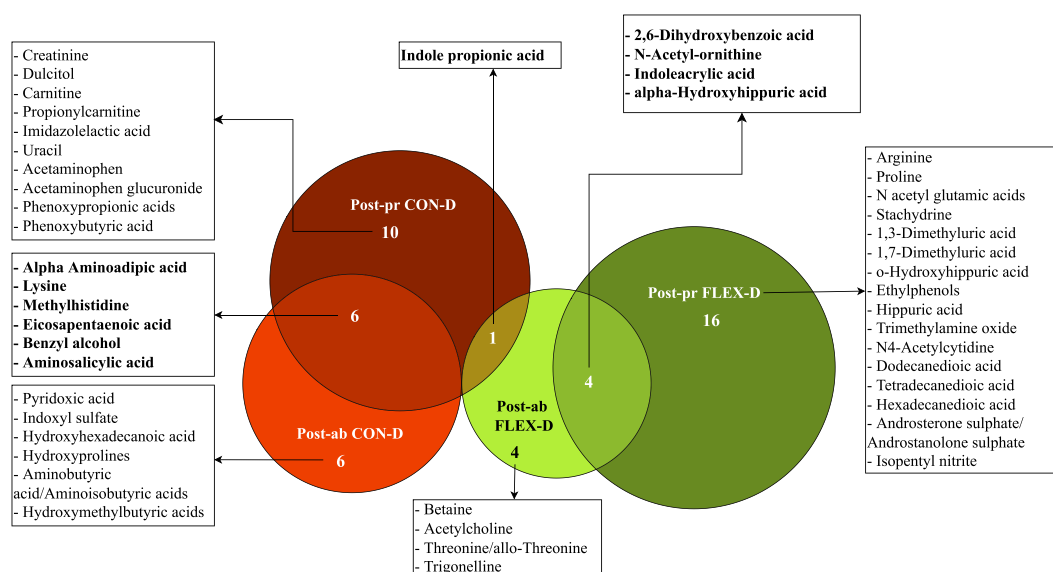 - Creatinine
- Dulcitol
- Carnitine
- Propionylcarnitine
- Imidazolelactic acid
- Uracil
- Acetaminophen
- Acetaminophen glucuronide
- Phenoxypropionic acids
- Phenoxybutyric acid
Indole propionic acid
- 2,6-Dihydroxybenzoic acid
- N-Acetyl-ornithine
- Indoleacrylic acid
- alpha-Hydroxyhippuric acid
- Arginine
- Proline
- N acetyl glutamic acids
- Stachydrine
- 1,3-Dimethyluric acid
- 1,7-Dimethyluric acid
- o-Hydroxyhippuric acid
- Ethylphenols
- Hippuric acid
- Trimethylamine oxide
- N4-Acetylcytidine
- Dodecanedioic acid
- Tetradecanedioic acid
- Hexadecanedioic acid
- Androsterone sulphate/
Androstanolone sulphate
- Isopentyl nitrite
Post-pr CON-D
10
- Alpha Aminoadipic acid
- Lysine
- Methylhistidine
- Eicosapentaenoic acid
- Benzyl alcohol
- Aminosalicylic acid
6
1
4
Post-pr FLEX-D
16
- Pyridoxic acid
- Indoxyl sulfate
- Hydroxyhexadecanoic acid
- Hydroxyprolines
- Aminobutyric
acid/Aminoisobutyric acids
- Hydroxymethylbutyric acids
Post-ab CON-D
6
Post-ab
FLEX-D
4
- Betaine
- Acetylcholine
- Threonine/allo-Threonine
- Trigonelline